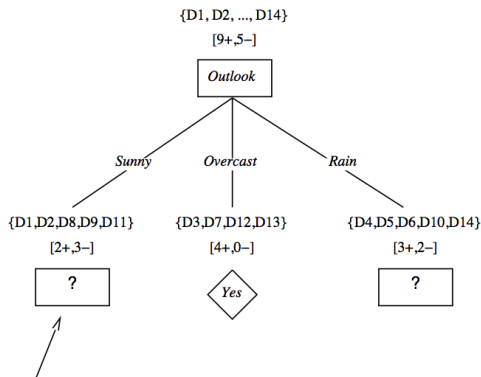 {D1, D2, ..., D14}
[9+,5−]
Outlook
Sunny
Overcast
Rain
{D1,D2,D8,D9,D11}
{D3,D7,D12,D13}
{D4,D5,D6,D10,D14}
[2+,3−]
[4+,0−]
[3+,2−]
?
Yes
?